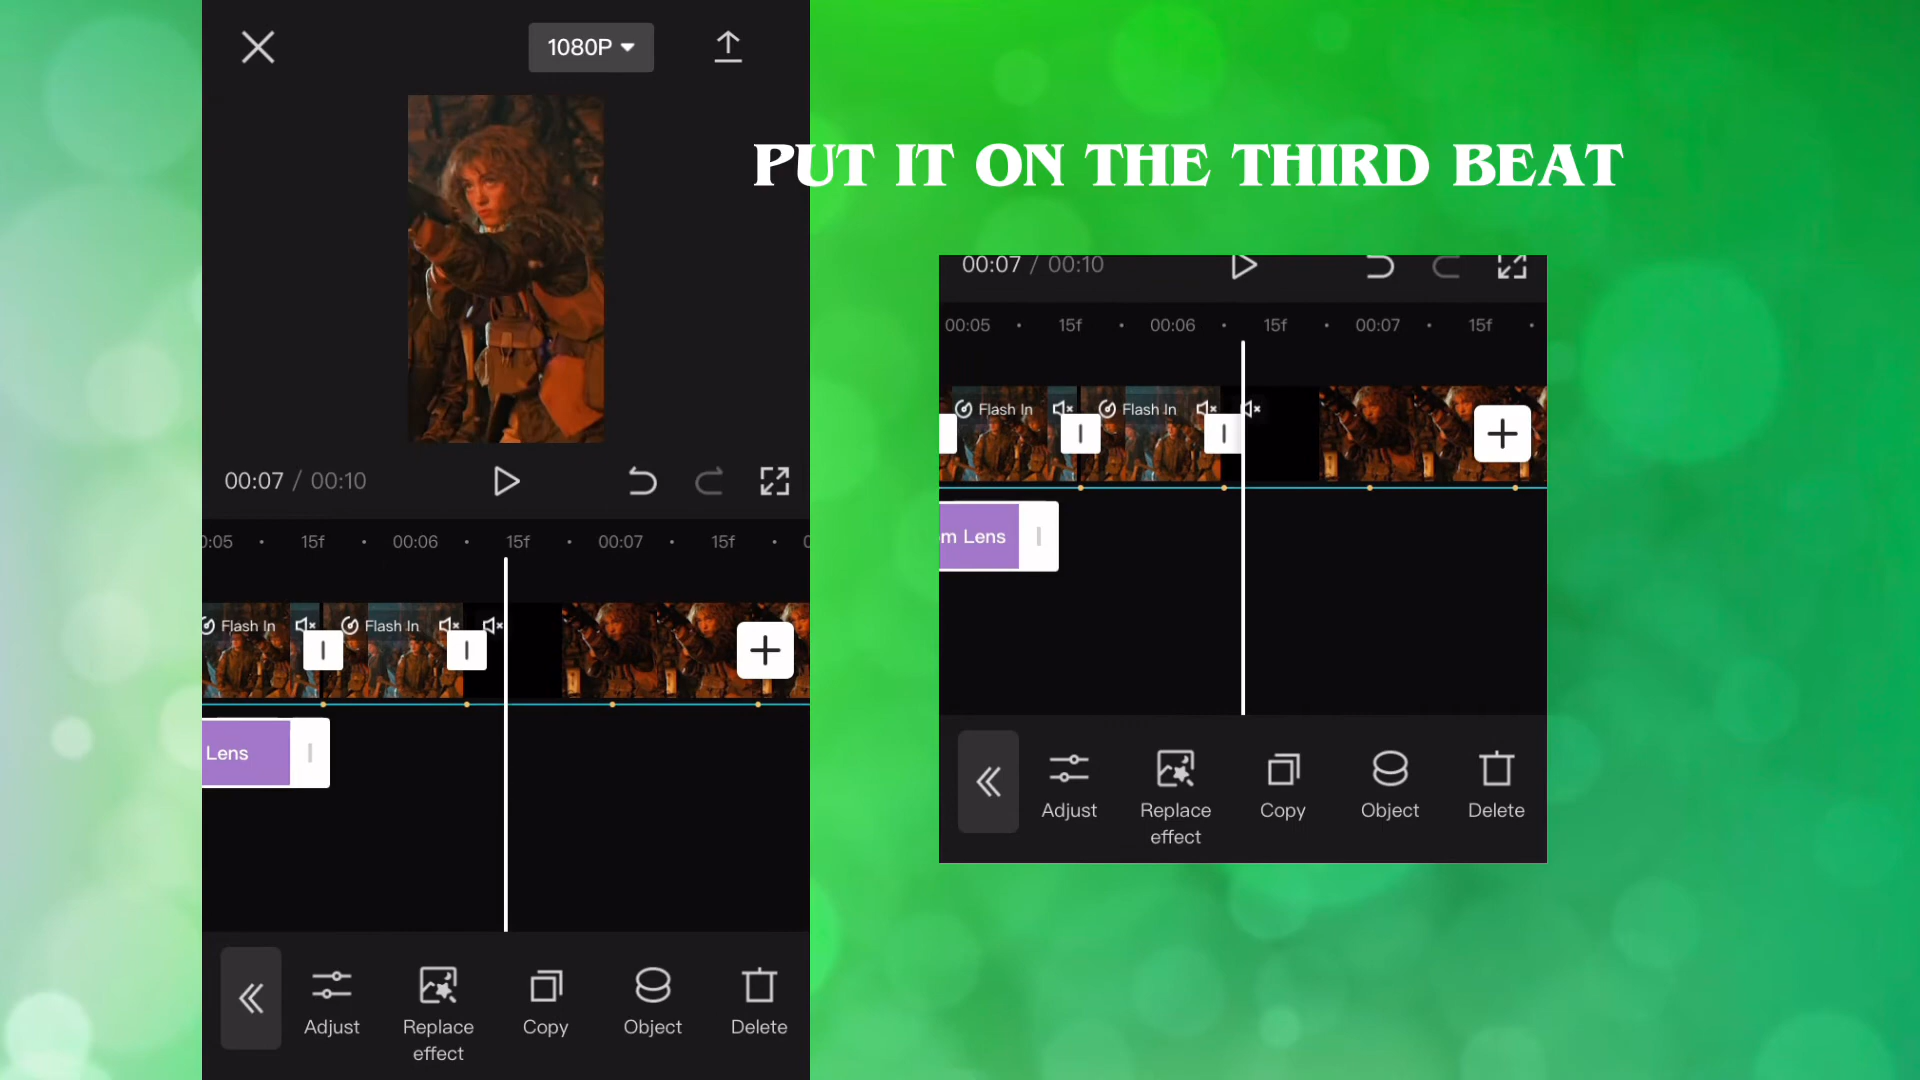 1080P
PUT IT ON THE THIRD BEAT
00:07 / 00:10
0:05 15f 00:06 15f 00:07 15f
Flash In Flash In
Lens
Adjust
Replace effect
Copy
Object
Delete
00:07 / 00:10
00:05 15f 00:06 15f 00:07 15f
Flash In Flash In
m Lens
Adjust
Replace effect
Copy
Object
Delete